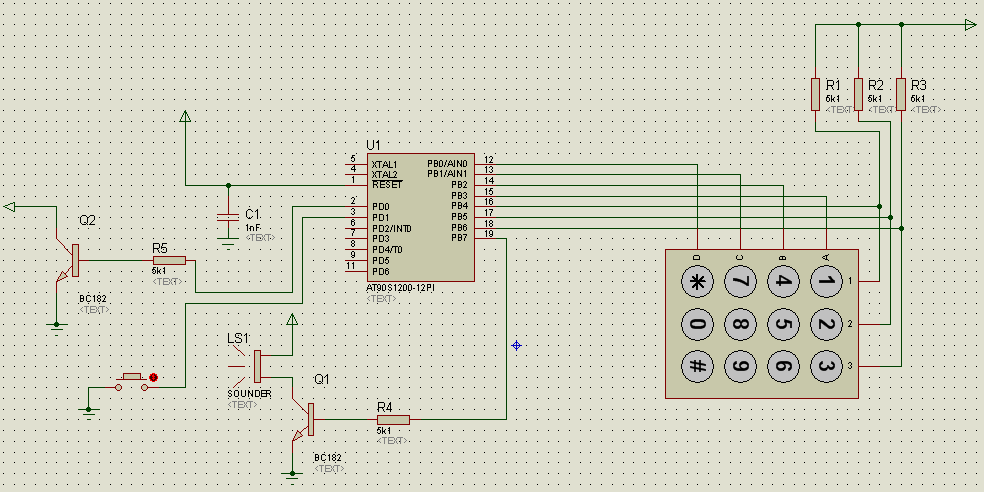 R1
5k1
<TEXT>
R2
5k1
<TEXT>
R3
5k1
<TEXT>
U1
5 XTAL1
4 XTAL2
1 RESET
2 PD0
3 PD1
6 PD2/INT0
7 PD3
8 PD4/T0
9 PD5
11 PD6
PB0/AIN0 12
PB1/AIN1 13
PB2 14
PB3 15
PB4 16
PB5 17
PB6 18
PB7 19
AT90S1200-12PI
<TEXT>
C1
1nF
<TEXT>
Q2
BC182
<TEXT>
R5
5k1
<TEXT>
LS1
SOUNDER
<TEXT>
Q1
BC182
<TEXT>
R4
5k1
<TEXT>
D C B A
* 7 4 1 1
0 8 5 2 2
# 9 6 3 3